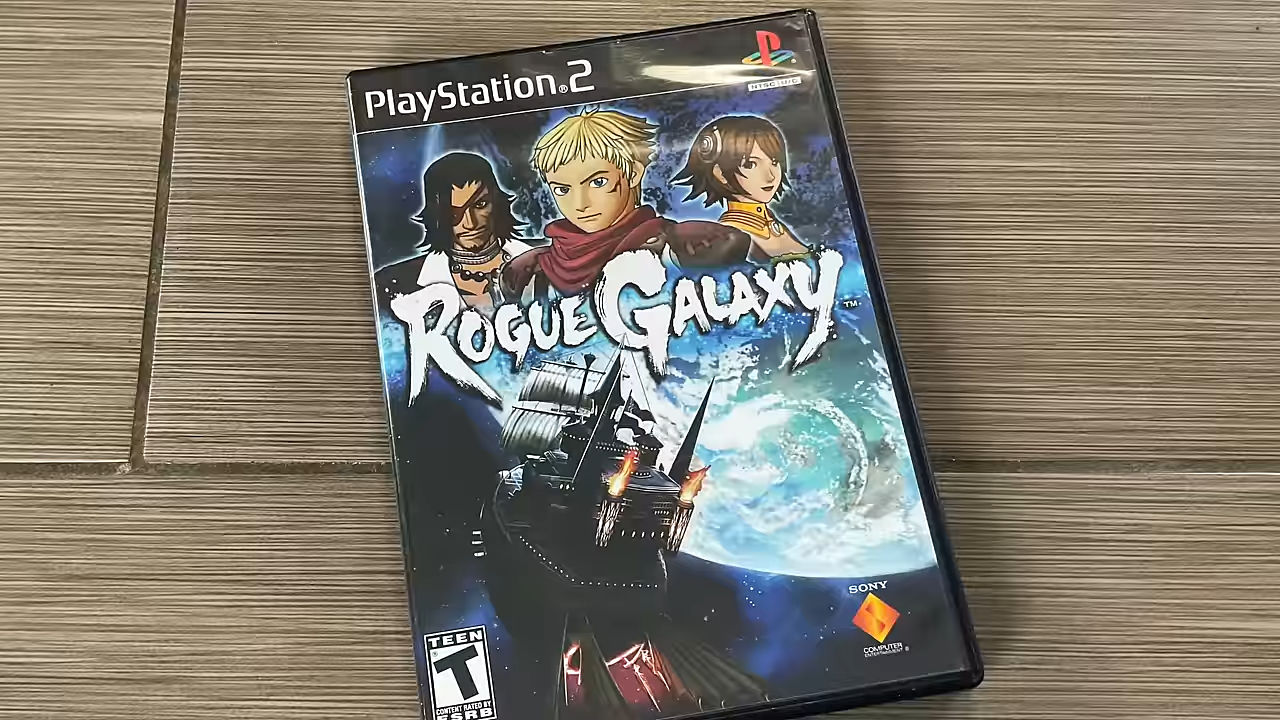 PlayStation®2
NTSC U/C
ROGUE GALAXY™
SONY
COMPUTER
ENTERTAINMENT®
TEEN
T
CONTENT RATED BY
ESRB